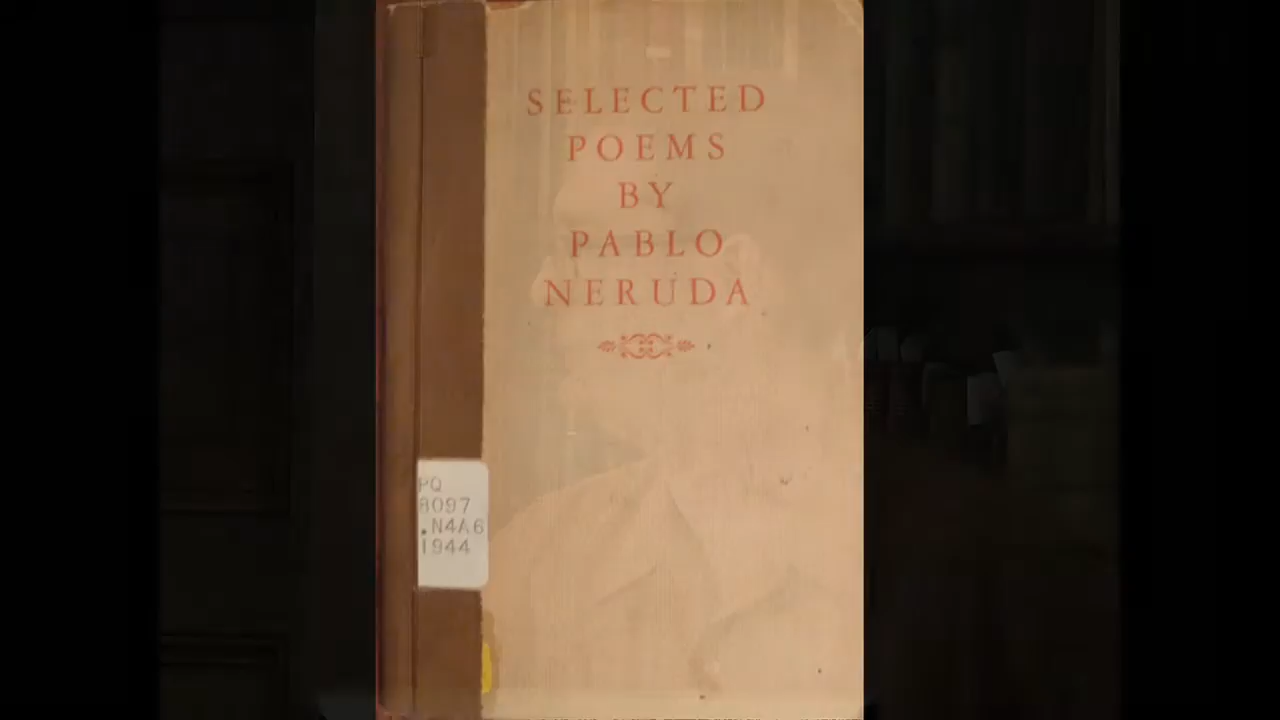 SELECTED
POEMS
BY
PABLO
NERUDA
PQ
8097
.N4A6
1944